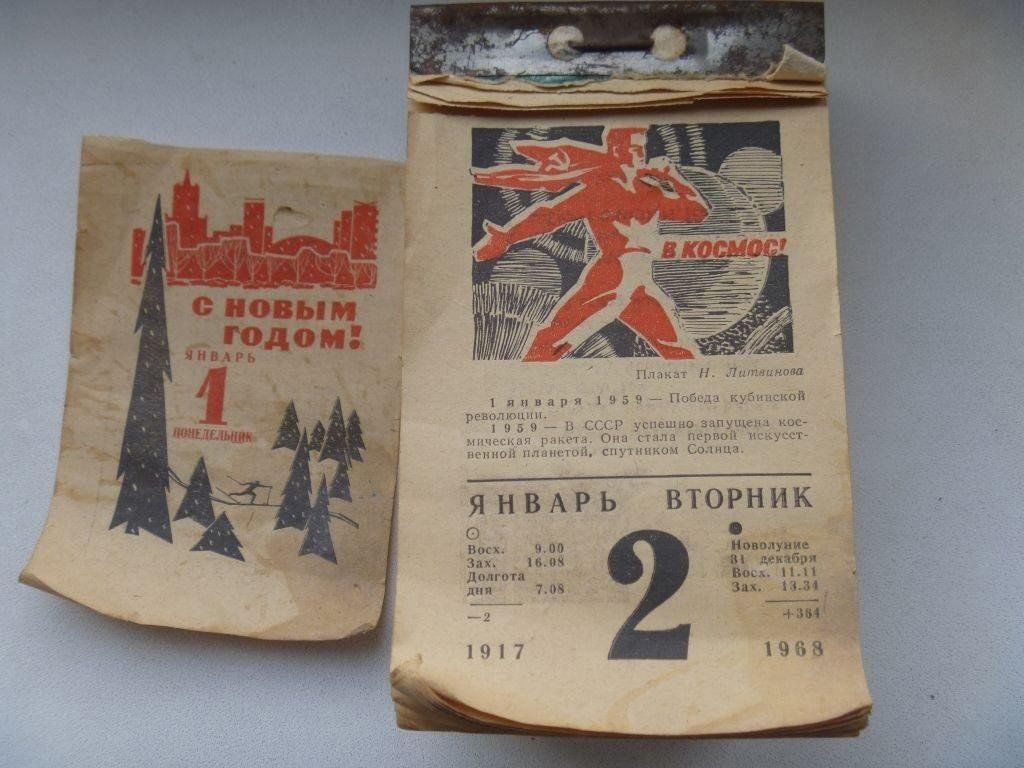 С НОВЫМ
ГОДОМ!
ЯНВАРЬ
1
ПОНЕДЕЛЬНИК
В КОСМОС!
Плакат Н. Литвинова
1 января 1959 — Победа кубинской
революции.
1959 — В СССР успешно запущена кос-
мическая ракета. Она стала первой искусст-
венной планетой, спутником Солнца.
ЯНВАРЬ ВТОРНИК
2
Восх. 9.00
Зах. 16.08
Долгота
дня 7.08
—2
1917
Новолуние
31 декабря
Восх. 11.11
Зах. 13.34
+364
1968